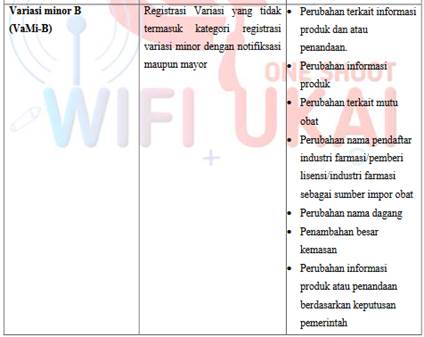 Variasi minor B
(VaMi-B)
Registrasi Variasi yang tidak
termasuk kategori registrasi
variasi minor dengan notifiksasi
maupun mayor
• Perubahan terkait informasi
produk dan atau
penandaan.
• Perubahan informasi
produk
• Perubahan terkait mutu
obat
• Perubahan nama pendaftar
industri farmasi/pemberi
lisensi/industri farmasi
sebagai sumber impor obat
• Perubahan nama dagang
• Penambahan besar
kemasan
• Perubahan informasi
produk atau penandaan
berdasarkan keputusan
pemerintah
ONE SHOOT
WIFI UKAI